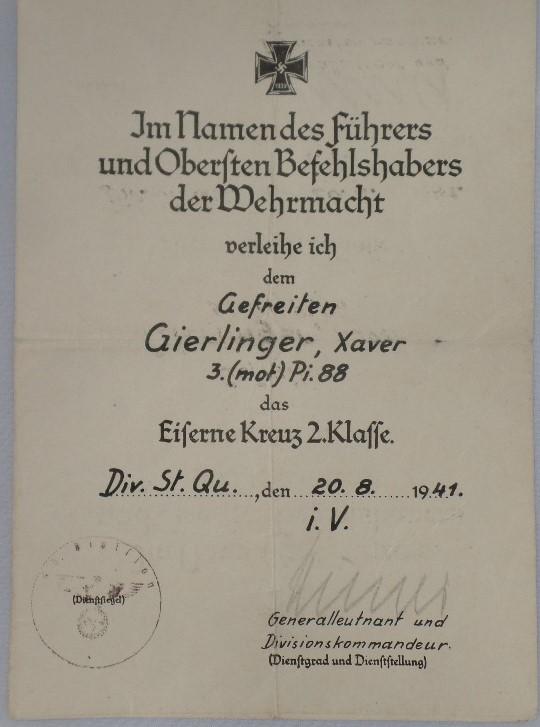 Im Namen des Führers
und Obersten Befehlshabers
der Wehrmacht
verleihe ich
dem
Gefreiten
Gierlinger, Xaver
3.(mot) Pi. 88
das
Eiserne Kreuz 2. Klasse.
Div. St. Qu. , den 20. 8. 1941.
i. V.
Division
(Dienstsiegel)
Generalleutnant und
Divisionskommandeur.
(Dienstgrad und Dienststellung)